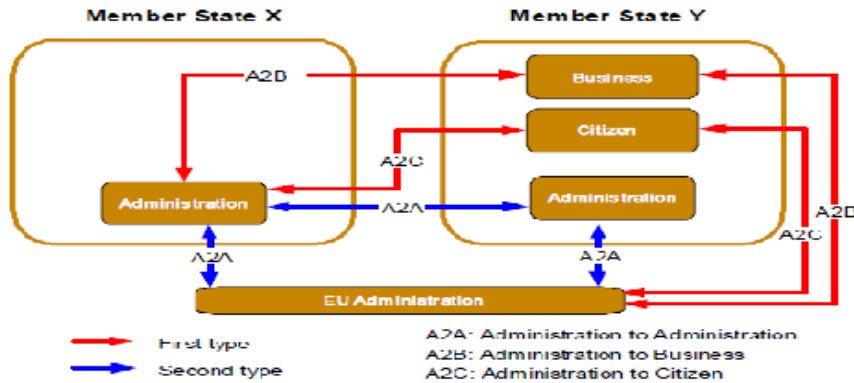 Member State X
Member State Y
A2B
Business
Citizen
A2C
Administration
A2A
Administration
A2B
A2C
A2A
A2A
EU Administration
First type
Second type
A2A: Administration to Administration
A2B: Administration to Business
A2C: Administration to Citizen